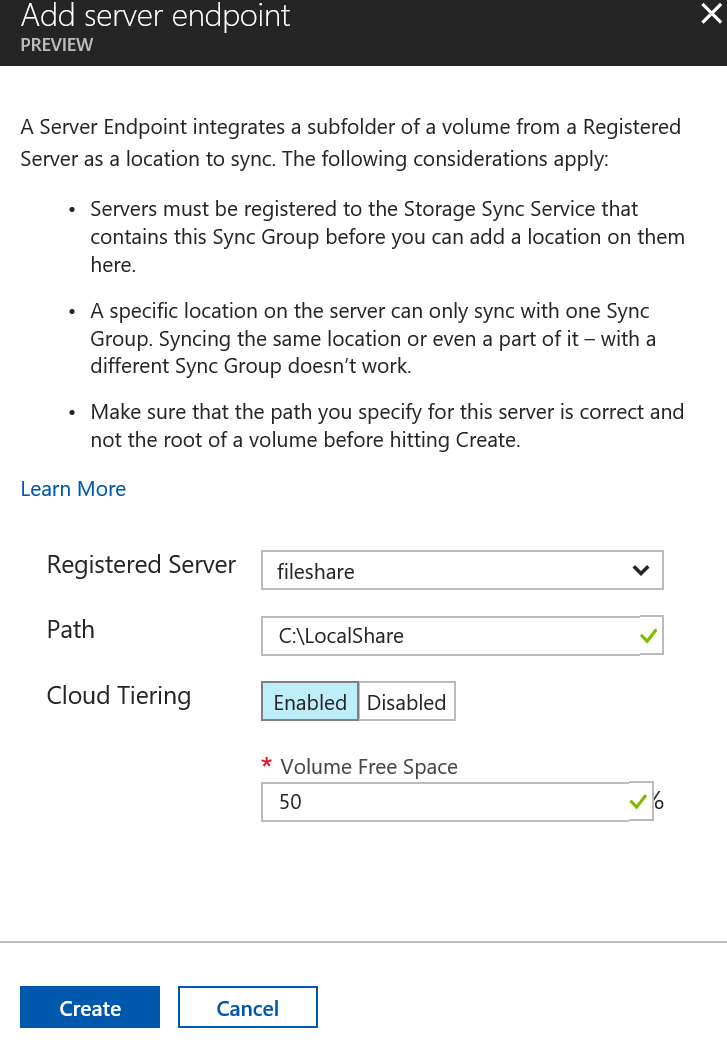 Add server endpoint
PREVIEW
A Server Endpoint integrates a subfolder of a volume from a Registered
Server as a location to sync. The following considerations apply:
• Servers must be registered to the Storage Sync Service that
contains this Sync Group before you can add a location on them
here.
• A specific location on the server can only sync with one Sync
Group. Syncing the same location or even a part of it – with a
different Sync Group doesn't work.
• Make sure that the path you specify for this server is correct and
not the root of a volume before hitting Create.
Learn More
Registered Server fileshare
Path C:\LocalShare
Cloud Tiering Enabled Disabled
* Volume Free Space
50 %
Create Cancel